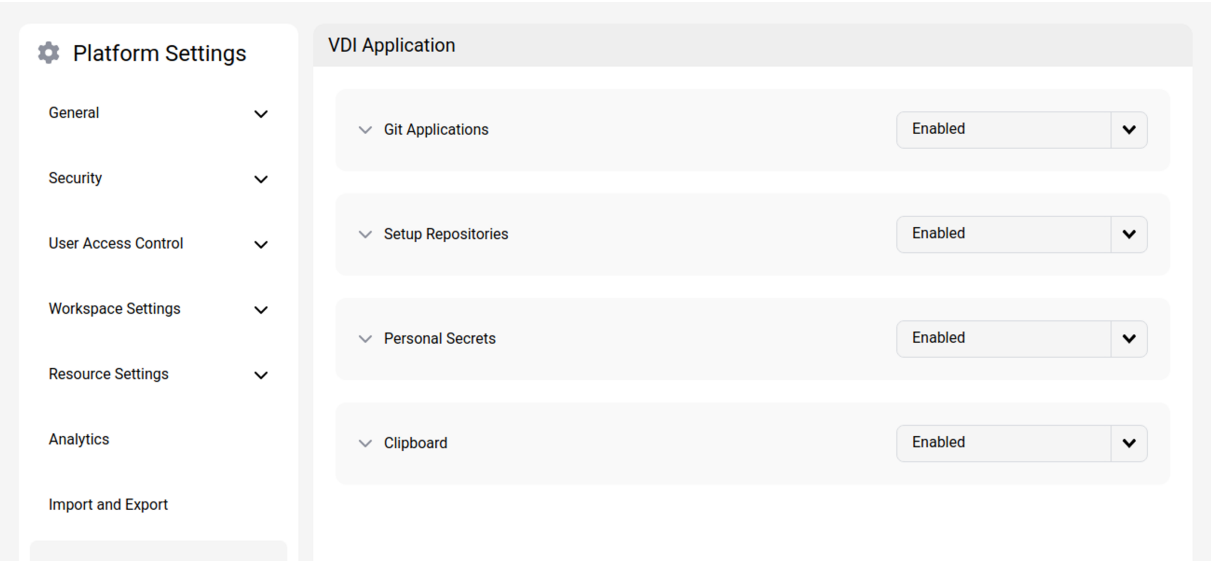 Platform Settings
General
Security
User Access Control
Workspace Settings
Resource Settings
Analytics
Import and Export
VDI Application
Git Applications
Enabled
Setup Repositories
Enabled
Personal Secrets
Enabled
Clipboard
Enabled